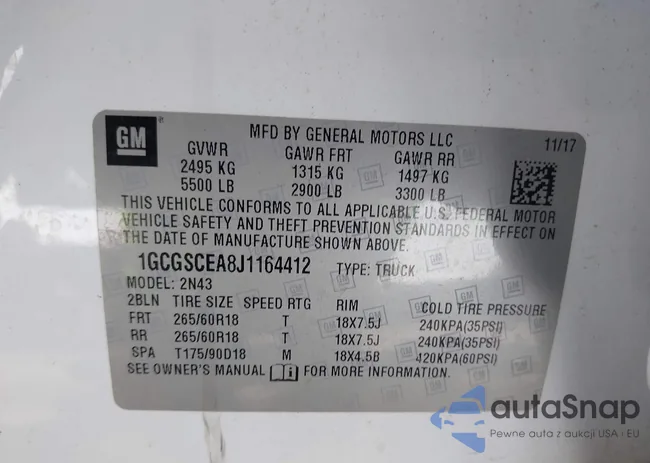 GM
MFD BY GENERAL MOTORS LLC 11/17
GVWR GAWR FRT GAWR RR
2495 KG 1315 KG 1497 KG
5500 LB 2900 LB 3300 LB
THIS VEHICLE CONFORMS TO ALL APPLICABLE U.S. FEDERAL MOTOR
VEHICLE SAFETY AND THEFT PREVENTION STANDARDS IN EFFECT ON
THE DATE OF MANUFACTURE SHOWN ABOVE.
1GCGSCEA8J1164412 TYPE: TRUCK
MODEL: 2N43
2BLN TIRE SIZE SPEED RTG RIM COLD TIRE PRESSURE
FRT 265/60R18 T 18X7.5J 240KPA(35PSI)
RR 265/60R18 T 18X7.5J 240KPA(35PSI)
SPA T175/90D18 M 18X4.5B 420KPA(60PSI)
SEE OWNER'S MANUAL i FOR MORE INFORMATION.
autaSnap
Pewne auta z aukcji USA i EU